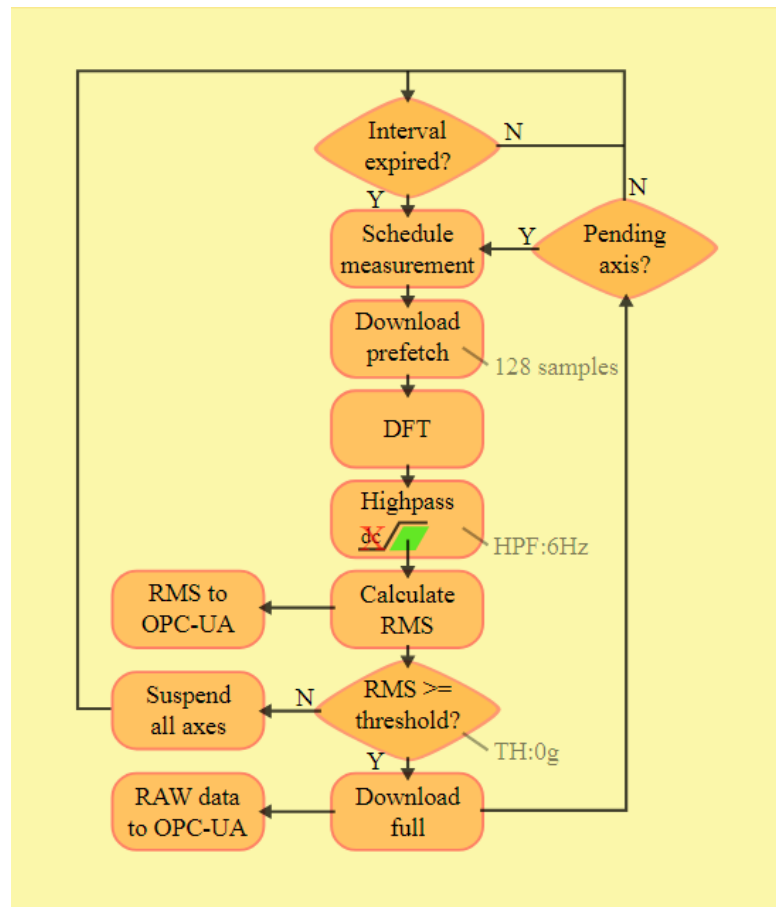 Interval
expired?
N
Y
N
Schedule
measurement
Y
Pending
axis?
Download
prefetch
128 samples
DFT
Highpass
dc X
HPF:6Hz
RMS to
OPC-UA
Calculate
RMS
Suspend
all axes
N
RMS >=
threshold?
TH:0g
Y
RAW data
to OPC-UA
Download
full